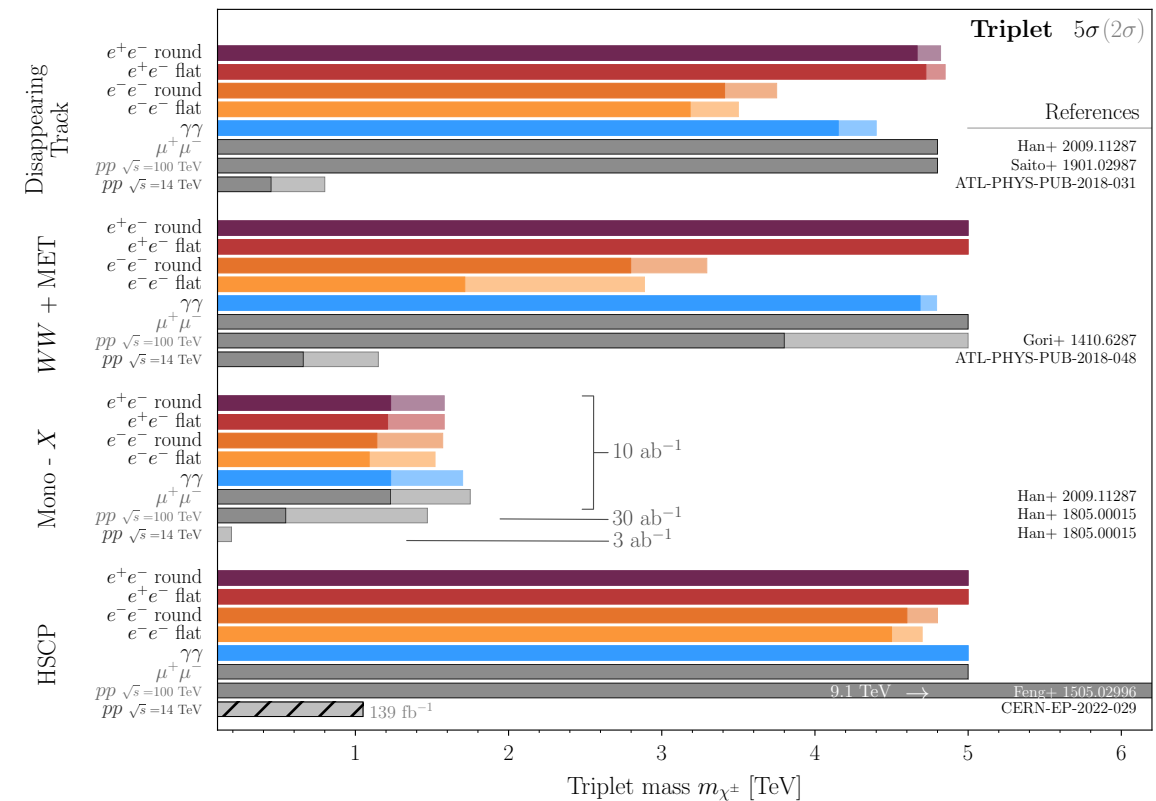 Triplet 5σ(2σ)
References
Disappearing
Track
e⁺e⁻ round
e⁺e⁻ flat
e⁻e⁻ round
e⁻e⁻ flat
γγ
μ⁺μ⁻ Han+ 2009.11287
pp √s=100 TeV Saito+ 1901.02987
pp √s=14 TeV ATL-PHYS-PUB-2018-031
WW + MET
e⁺e⁻ round
e⁺e⁻ flat
e⁻e⁻ round
e⁻e⁻ flat
γγ
μ⁺μ⁻
pp √s=100 TeV Gori+ 1410.6287
pp √s=14 TeV ATL-PHYS-PUB-2018-048
Mono - X
e⁺e⁻ round
e⁺e⁻ flat
e⁻e⁻ round
10 ab⁻¹
e⁻e⁻ flat
γγ
μ⁺μ⁻ Han+ 2009.11287
pp √s=100 TeV 30 ab⁻¹ Han+ 1805.00015
pp √s=14 TeV 3 ab⁻¹ Han+ 1805.00015
HSCP
e⁺e⁻ round
e⁺e⁻ flat
e⁻e⁻ round
e⁻e⁻ flat
γγ
μ⁺μ⁻
pp √s=100 TeV 9.1 TeV → Feng+ 1505.02996
pp √s=14 TeV 139 fb⁻¹ CERN-EP-2022-029
1 2 3 4 5 6
Triplet mass m_χ± [TeV]